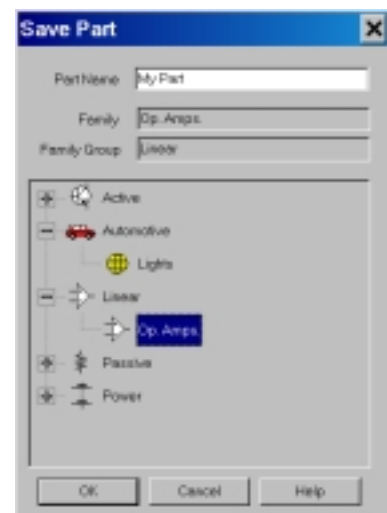 Save Part
Part Name My Part
Family Op. Amps.
Family Group Linear
Active
Automotive
Lights
Linear
Op. Amps.
Passive
Power
OK Cancel Help